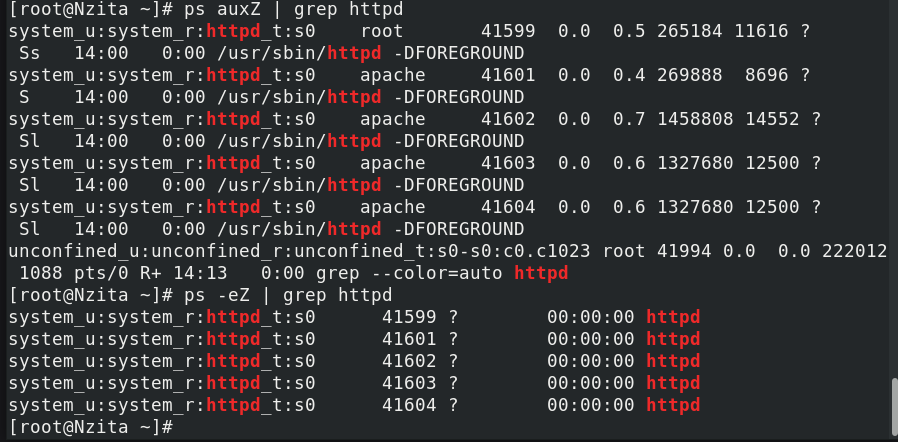 [root@Nzita ~]# ps auxZ | grep httpd
system_u:system_r:httpd_t:s0    root       41599  0.0  0.5 265184 11616 ?
 Ss   14:00   0:00 /usr/sbin/httpd -DFOREGROUND
system_u:system_r:httpd_t:s0    apache     41601  0.0  0.4 269888  8696 ?
 S    14:00   0:00 /usr/sbin/httpd -DFOREGROUND
system_u:system_r:httpd_t:s0    apache     41602  0.0  0.7 1458808 14552 ?
 Sl   14:00   0:00 /usr/sbin/httpd -DFOREGROUND
system_u:system_r:httpd_t:s0    apache     41603  0.0  0.6 1327680 12500 ?
 Sl   14:00   0:00 /usr/sbin/httpd -DFOREGROUND
system_u:system_r:httpd_t:s0    apache     41604  0.0  0.6 1327680 12500 ?
 Sl   14:00   0:00 /usr/sbin/httpd -DFOREGROUND
unconfined_u:unconfined_r:unconfined_t:s0-s0:c0.c1023 root 41994 0.0  0.0 222012
 1088 pts/0 R+ 14:13   0:00 grep --color=auto httpd
[root@Nzita ~]# ps -eZ | grep httpd
system_u:system_r:httpd_t:s0      41599 ?        00:00:00 httpd
system_u:system_r:httpd_t:s0      41601 ?        00:00:00 httpd
system_u:system_r:httpd_t:s0      41602 ?        00:00:00 httpd
system_u:system_r:httpd_t:s0      41603 ?        00:00:00 httpd
system_u:system_r:httpd_t:s0      41604 ?        00:00:00 httpd
[root@Nzita ~]#